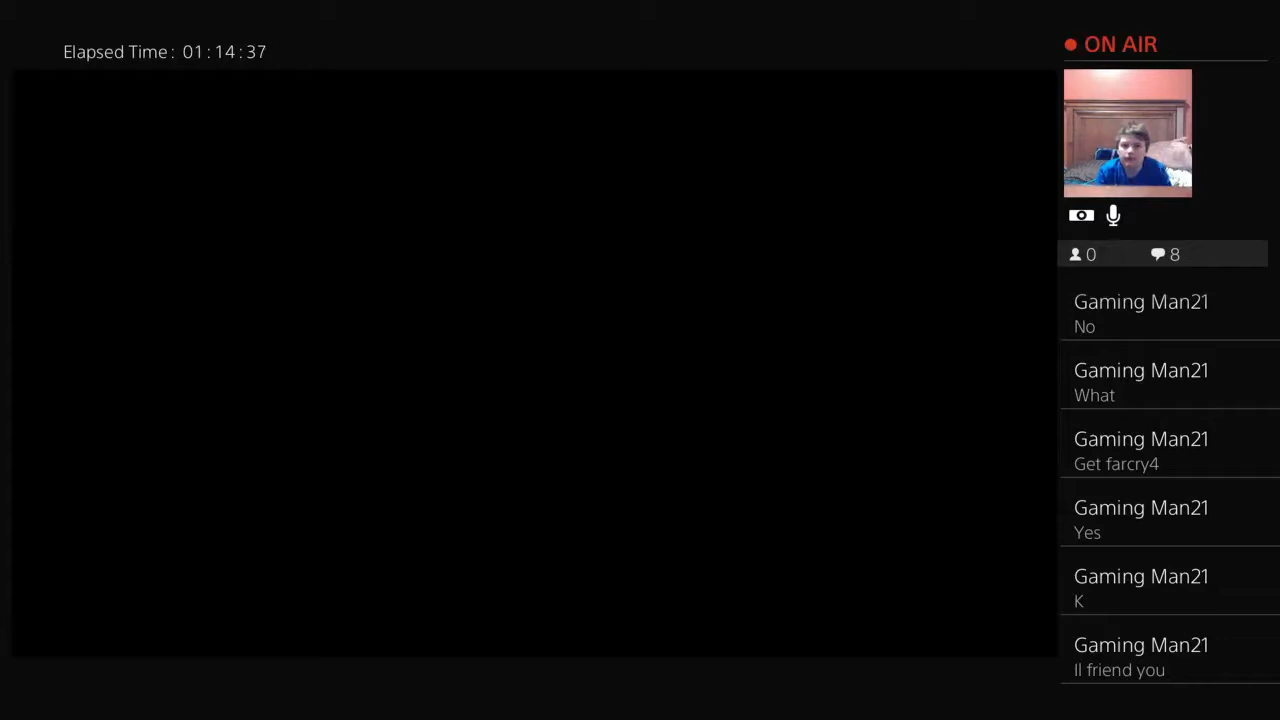 Elapsed Time: 01:14:37
ON AIR
0 8
Gaming Man21
No
Gaming Man21
What
Gaming Man21
Get farcry4
Gaming Man21
Yes
Gaming Man21
K
Gaming Man21
Il friend you